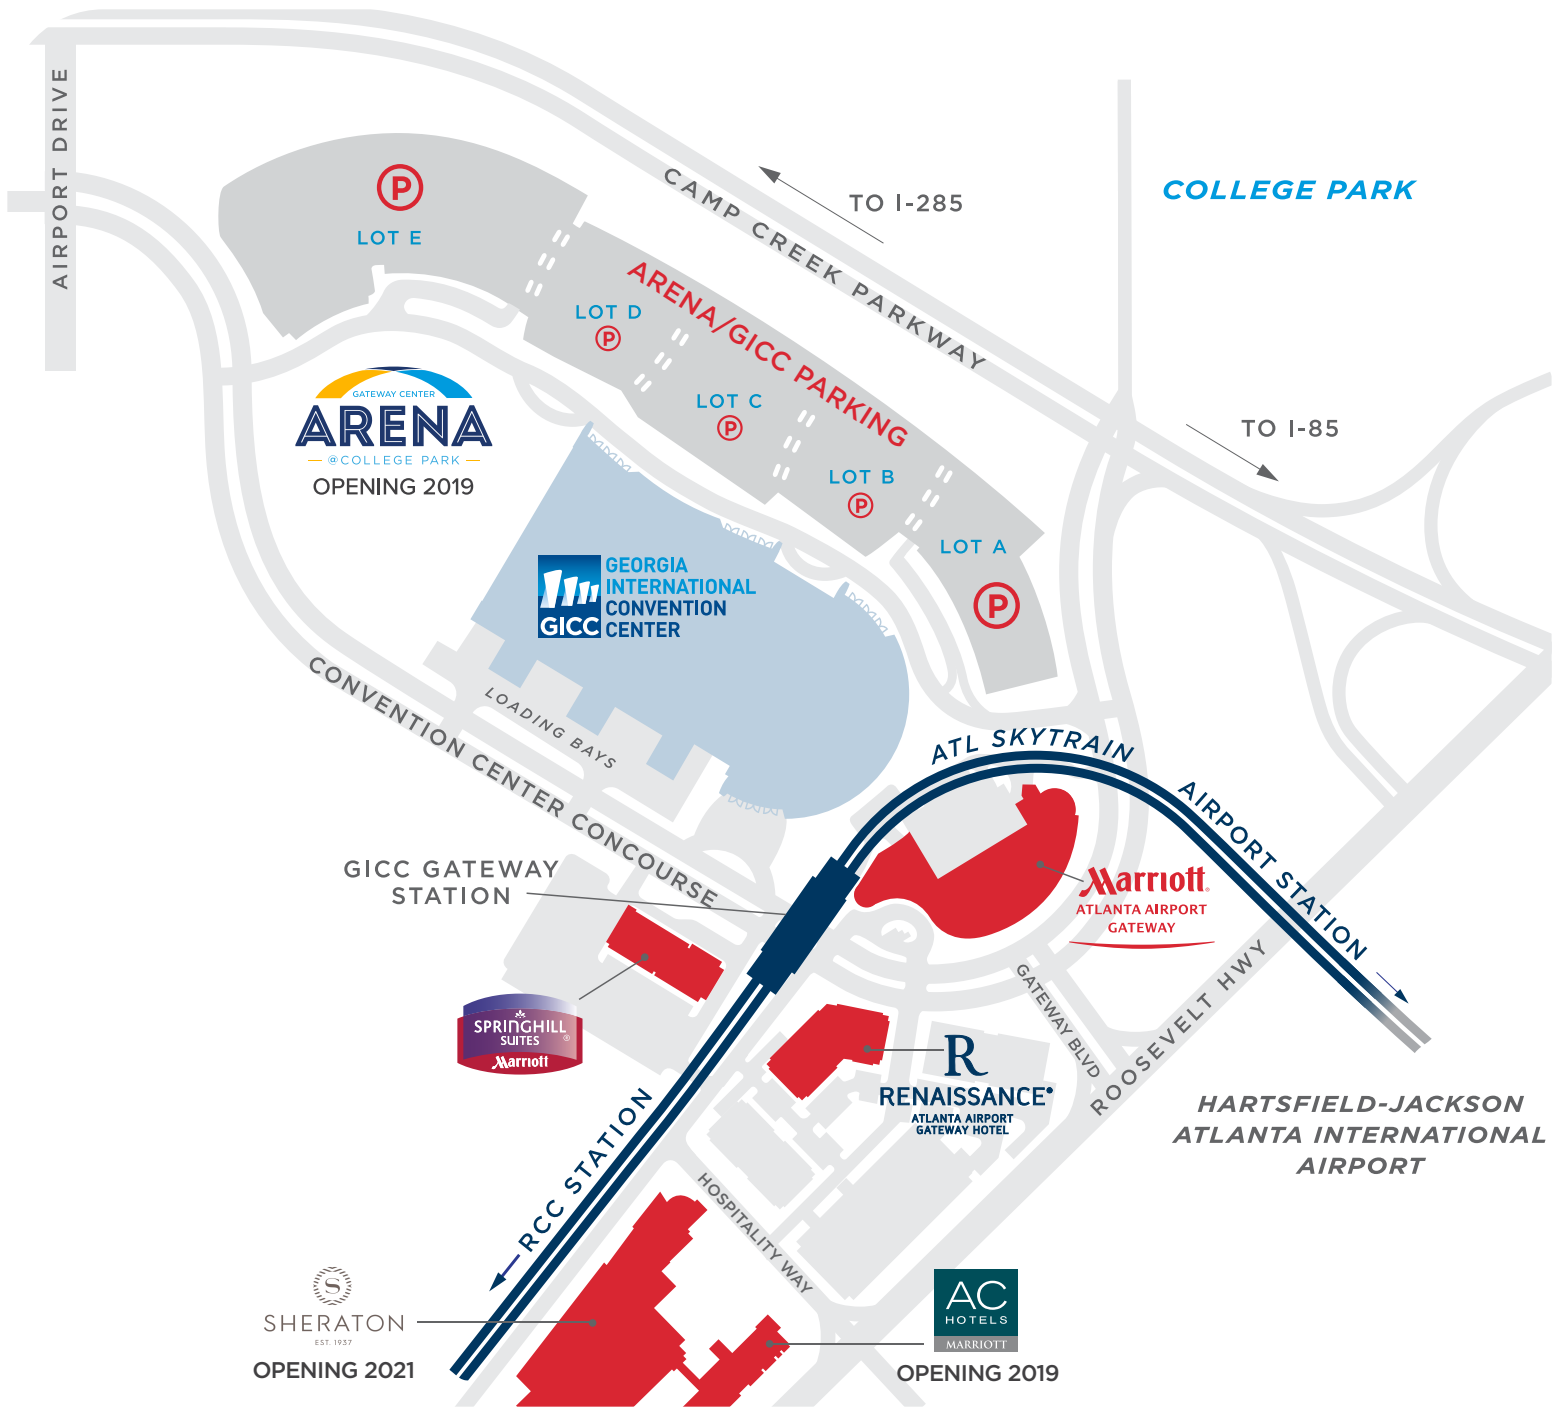 AIRPORT DRIVE
P
LOT E
CAMP CREEK PARKWAY
TO I-285
COLLEGE PARK
ARENA/GICC PARKING
LOT D
P
LOT C
P
LOT B
P
LOT A
P
TO I-85
GATEWAY CENTER
ARENA
@COLLEGE PARK
OPENING 2019
GICC
GEORGIA
INTERNATIONAL
CONVENTION
CENTER
LOADING BAYS
CONVENTION CENTER CONCOURSE
ATL SKYTRAIN
AIRPORT STATION
GICC GATEWAY
STATION
Marriott®
ATLANTA AIRPORT
GATEWAY
SPRINGHILL
SUITES®
Marriott
GATEWAY BLVD
ROOSEVELT HWY
R
RENAISSANCE
ATLANTA AIRPORT
GATEWAY HOTEL
HARTSFIELD-JACKSON
ATLANTA INTERNATIONAL
AIRPORT
RCC STATION
HOSPITALITY WAY
S
SHERATON
EST. 1937
OPENING 2021
AC
HOTELS
MARRIOTT
OPENING 2019